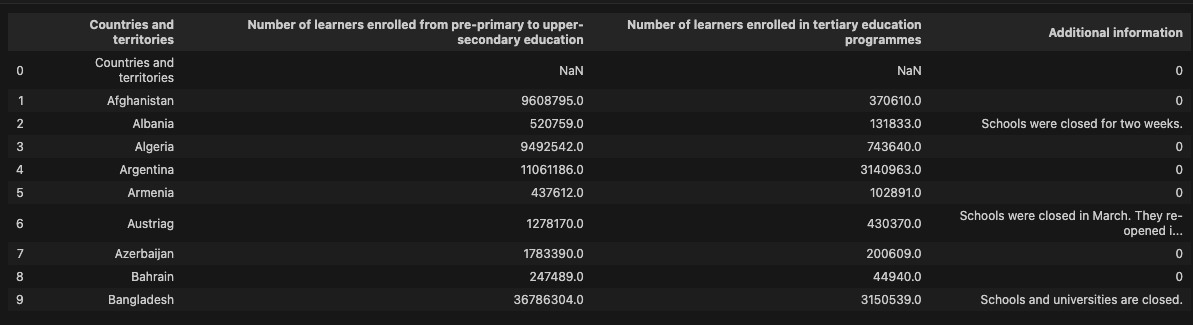 Countries and territories Number of learners enrolled from pre-primary to upper-secondary education Number of learners enrolled in tertiary education programmes Additional information
0 Countries and territories NaN NaN 0
1 Afghanistan 9608795.0 370610.0 0
2 Albania 520759.0 131833.0 Schools were closed for two weeks.
3 Algeria 9492542.0 743640.0 0
4 Argentina 11061186.0 3140963.0 0
5 Armenia 437612.0 102891.0 0
6 Austriag 1278170.0 430370.0 Schools were closed in March. They re-opened i...
7 Azerbaijan 1783390.0 200609.0 0
8 Bahrain 247489.0 44940.0 0
9 Bangladesh 36786304.0 3150539.0 Schools and universities are closed.